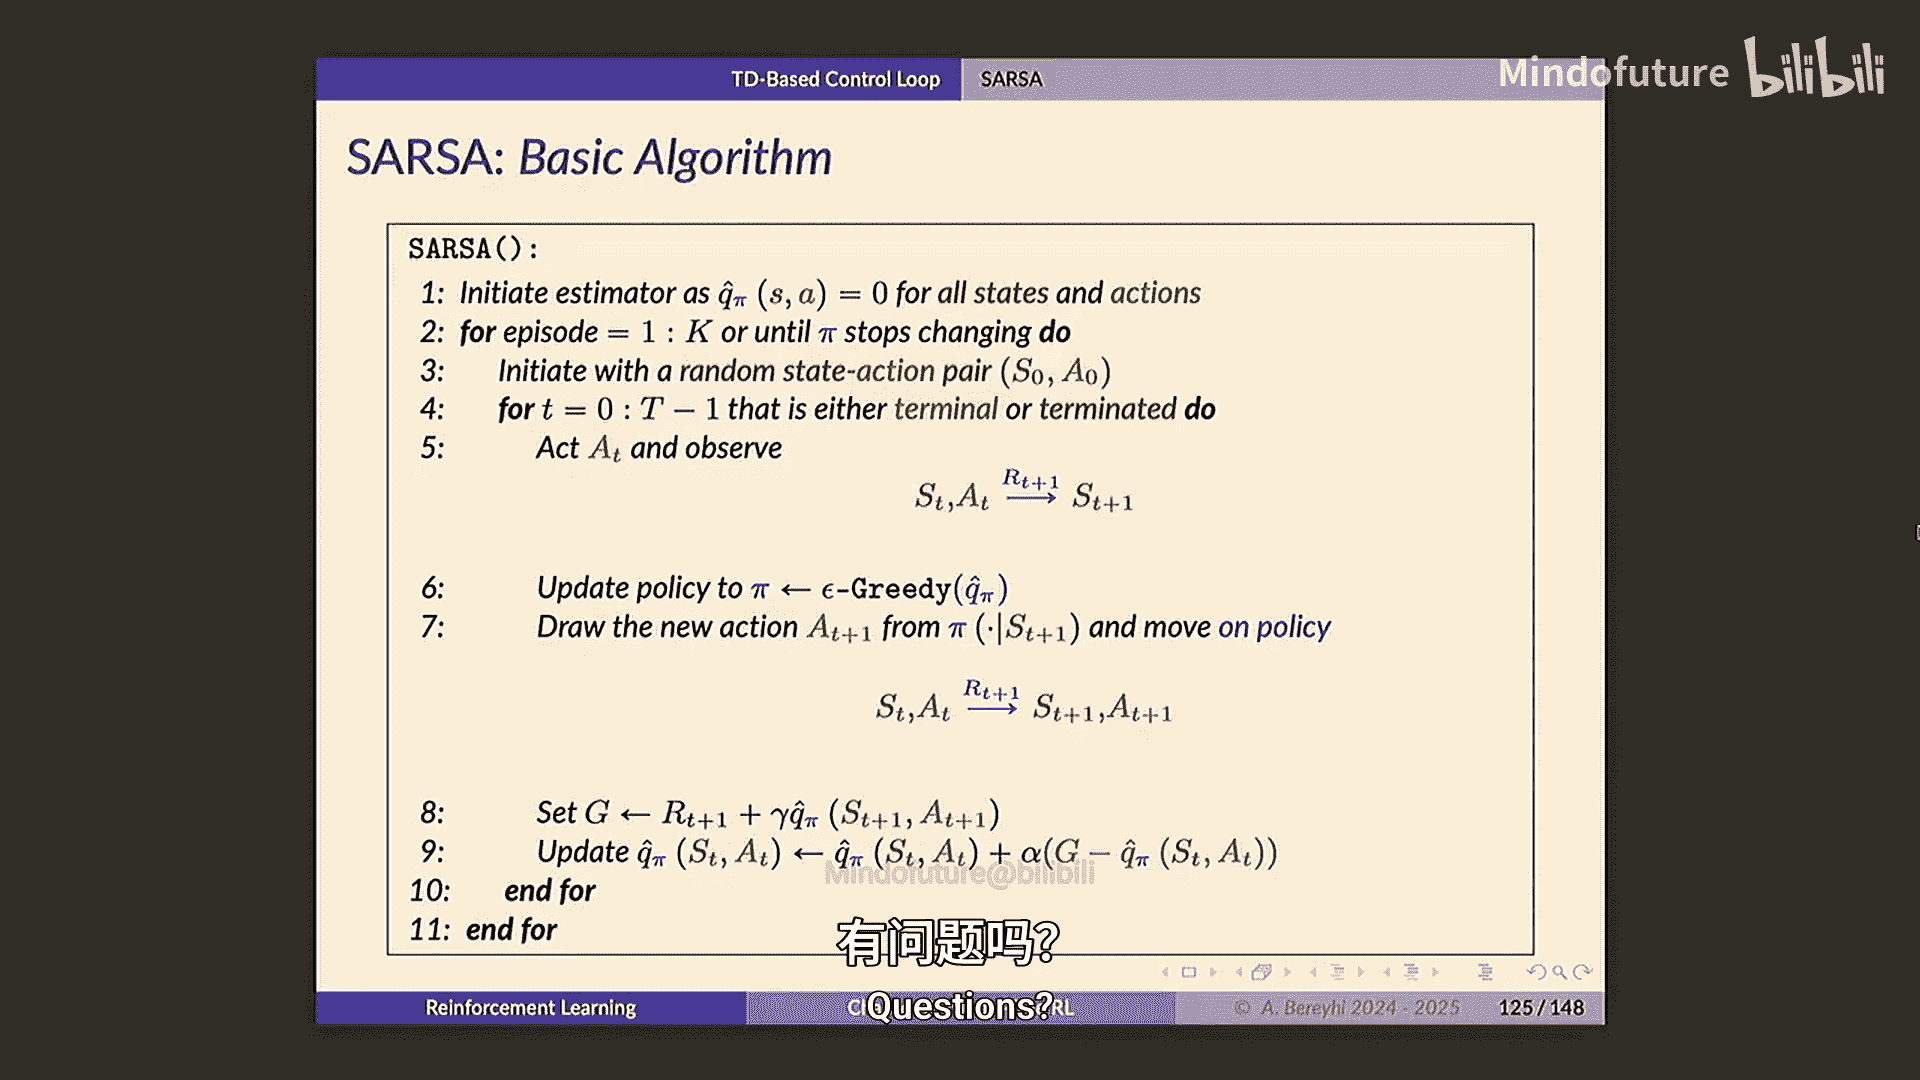 TD-Based Control Loop SARSA
Mindofuture bilibili
SARSA: Basic Algorithm
SARSA():
1: Initiate estimator as q̂π (s, a) = 0 for all states and actions
2: for episode = 1 : K or until π stops changing do
3: Initiate with a random state-action pair (S₀, A₀)
4: for t = 0 : T − 1 that is either terminal or terminated do
5: Act Aₜ and observe
Sₜ,Aₜ Rₜ₊₁⟶ Sₜ₊₁
6: Update policy to π ← ϵ-Greedy(q̂π)
7: Draw the new action Aₜ₊₁ from π (·|Sₜ₊₁) and move on policy
Sₜ,Aₜ Rₜ₊₁⟶ Sₜ₊₁,Aₜ₊₁
8: Set G ← Rₜ₊₁ + γq̂π (Sₜ₊₁, Aₜ₊₁)
9: Update q̂π (Sₜ, Aₜ) ← q̂π (Sₜ, Aₜ) + α(G − q̂π (Sₜ, Aₜ))
Mindofuture@bilibili
10: end for
11: end for
有问题吗？
Questions?
Reinforcement Learning RL © A. Bereyhi 2024 - 2025 125 / 148